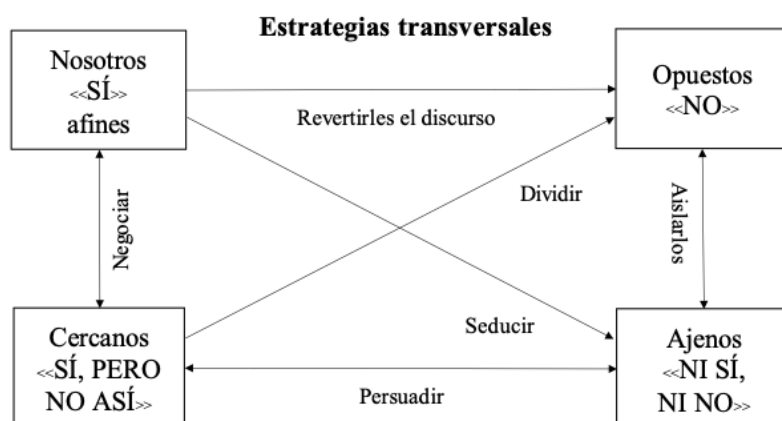 Estrategias transversales
Nosotros
<<SÍ>>
afines
Opuestos
<<NO>>
Revertirles el discurso
Dividir
Negociar
Aislarlos
Seducir
Cercanos
<<SÍ, PERO
NO ASÍ>>
Ajenos
<<NI SÍ,
NI NO>>
Persuadir